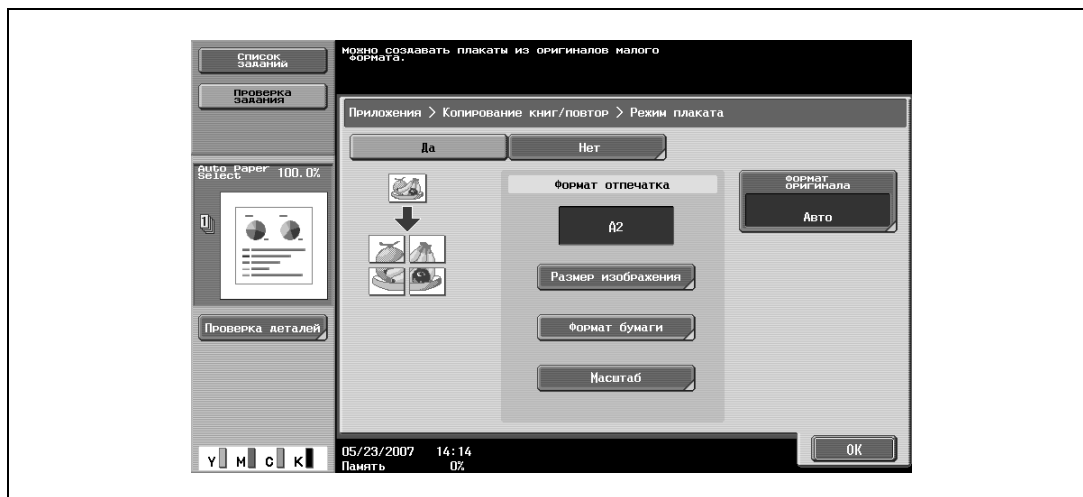 Список
заданий
Проверка
задания
Auto Paper
Select 100.0%
1
Проверка деталей
Y M C K
Можно создавать плакаты из оригиналов малого
формата.
Приложения > Копирование книг/повтор > Режим плаката
Да
Нет
Формат отпечатка
A2
Размер изображения
Формат бумаги
Масштаб
Формат
оригинала
Авто
05/23/2007 14:14
Память 0%
OK